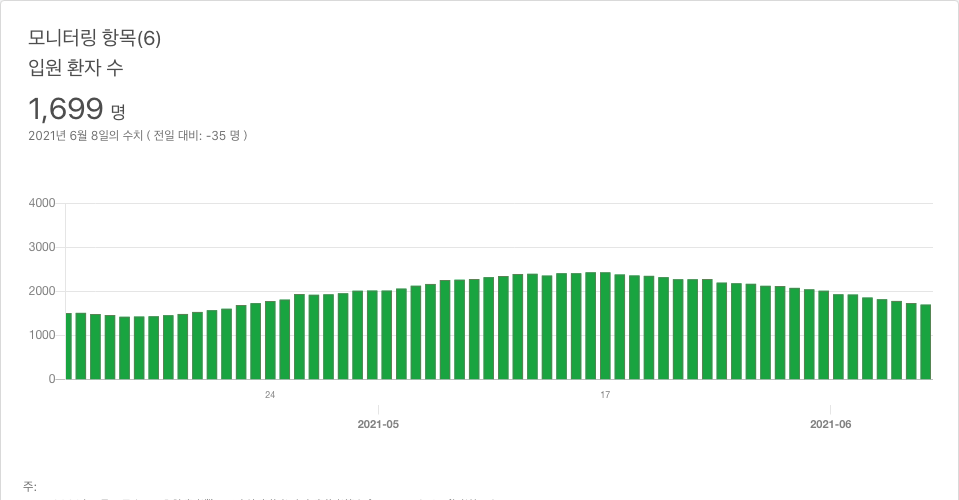 모니터링 항목(6)
입원 환자 수
1,699 명
2021년 6월 8일의 수치 ( 전일 대비: -35 명 )
4000
3000
2000
1000
0
24
17
2021-05
2021-06
주: